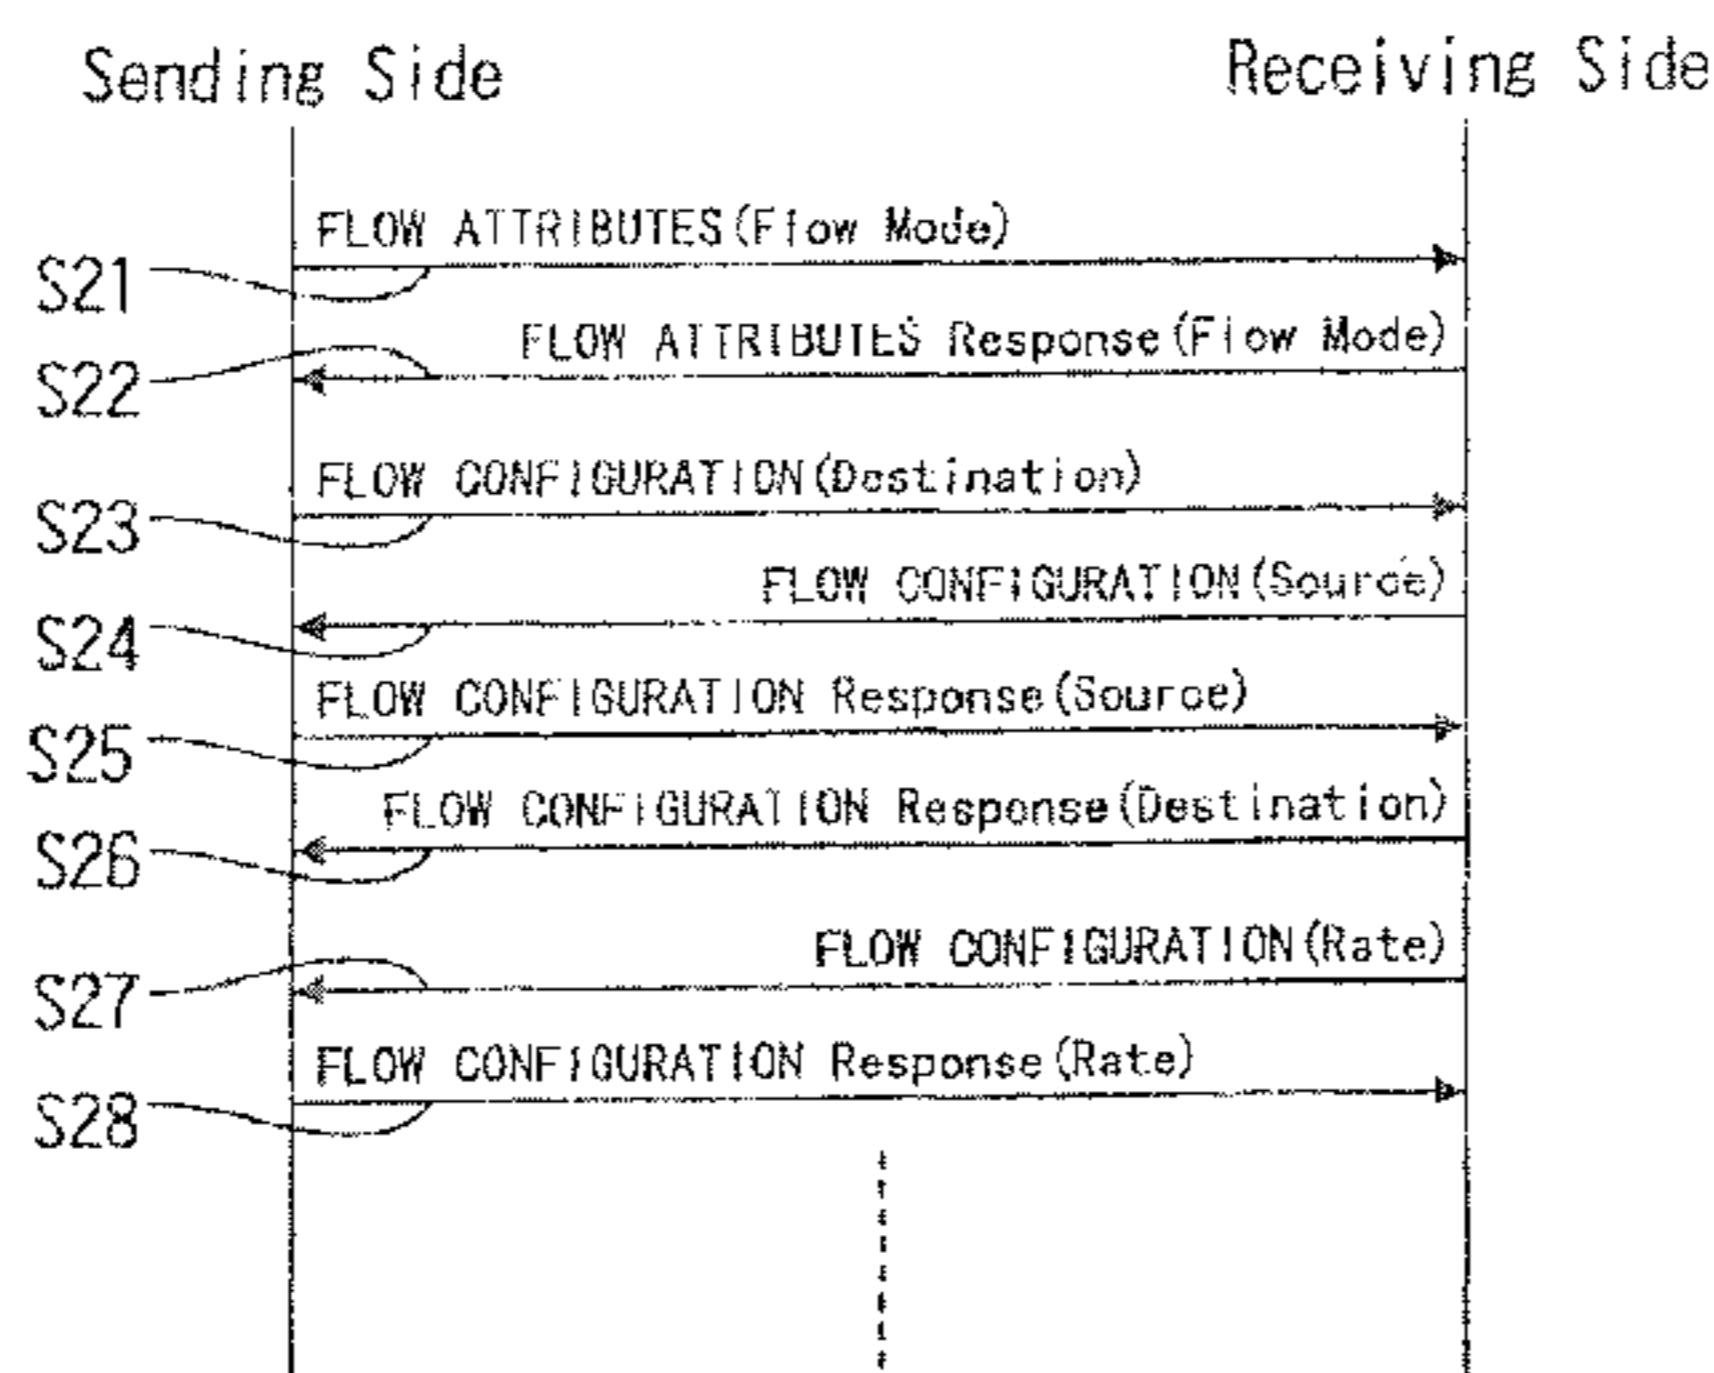 Sending Side
Receiving Side
FLOW ATTRIBUTES(Flow Mode)
S21
FLOW ATTRIBUTES Response(Flow Mode)
S22
FLOW CONFIGURATION(Destination)
S23
FLOW CONFIGURATION(Source)
S24
FLOW CONFIGURATION Response(Source)
S25
FLOW CONFIGURATION Response(Destination)
S26
FLOW CONFIGURATION(Rate)
S27
FLOW CONFIGURATION Response(Rate)
S28